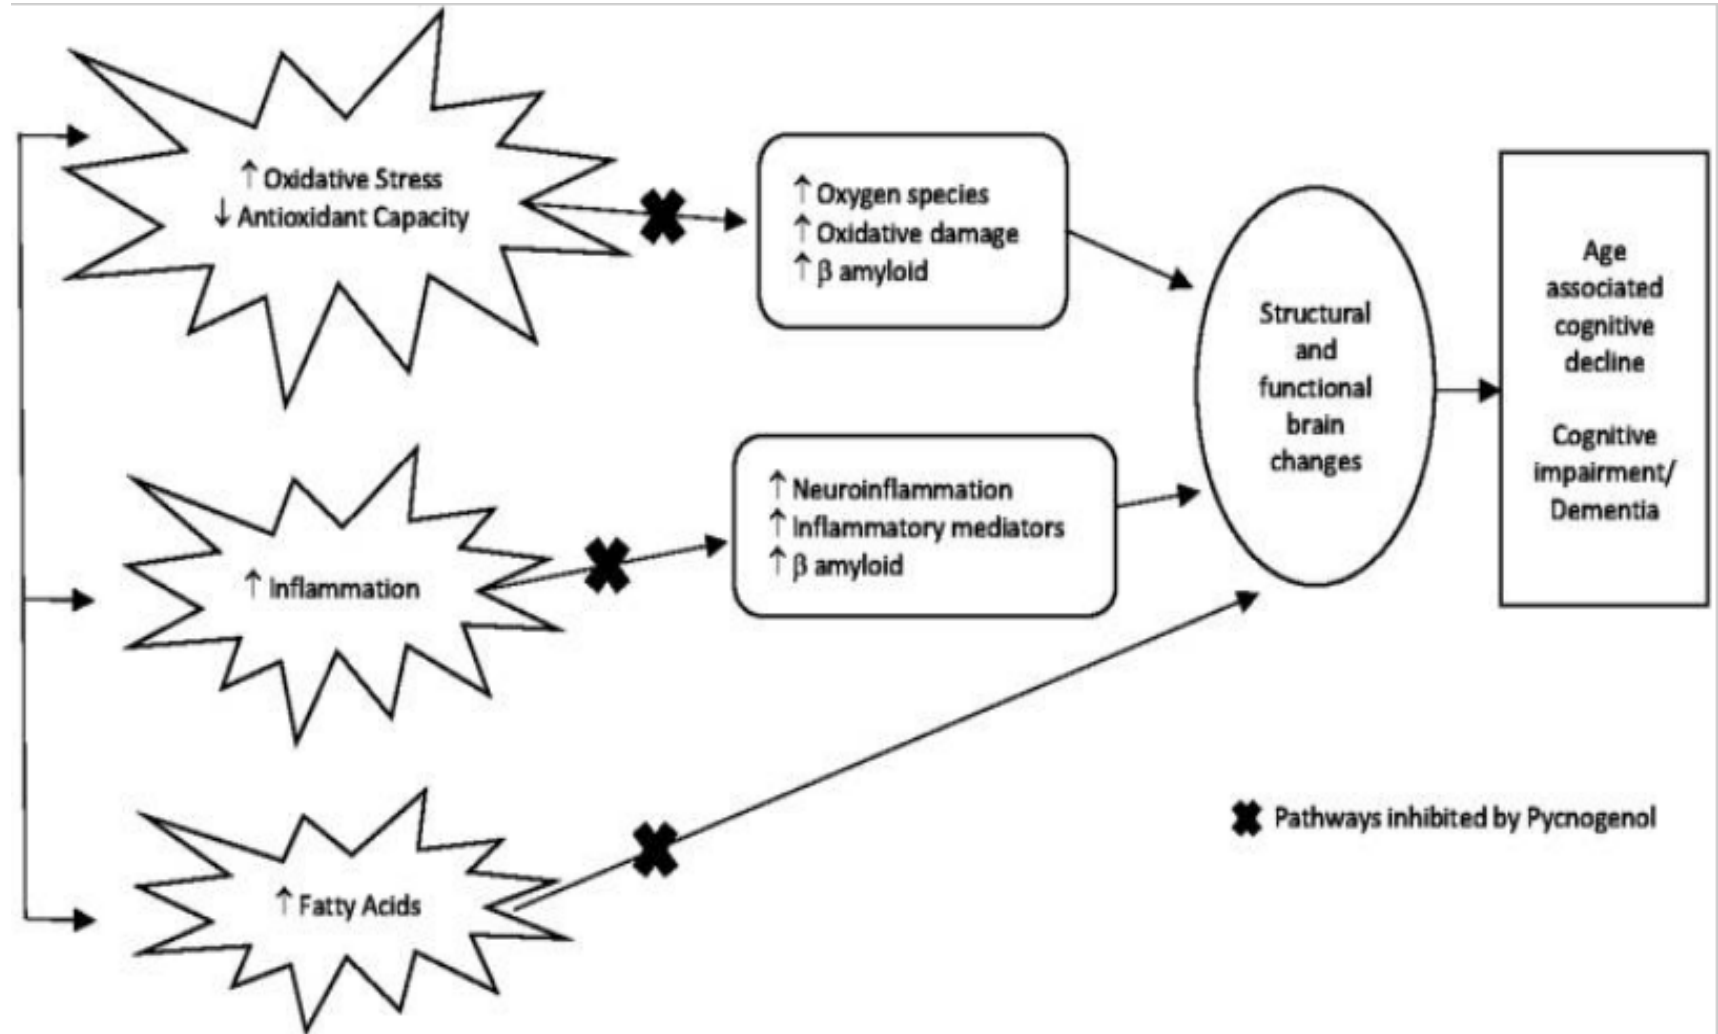 ↑ Oxidative Stress
↓ Antioxidant Capacity
↑ Oxygen species
↑ Oxidative damage
↑ β amyloid
Structural
and
functional
brain
changes
Age
associated
cognitive
decline
Cognitive
impairment/
Dementia
↑ Inflammation
↑ Neuroinflammation
↑ Inflammatory mediators
↑ β amyloid
↑ Fatty Acids
✖ Pathways inhibited by Pycnogenol